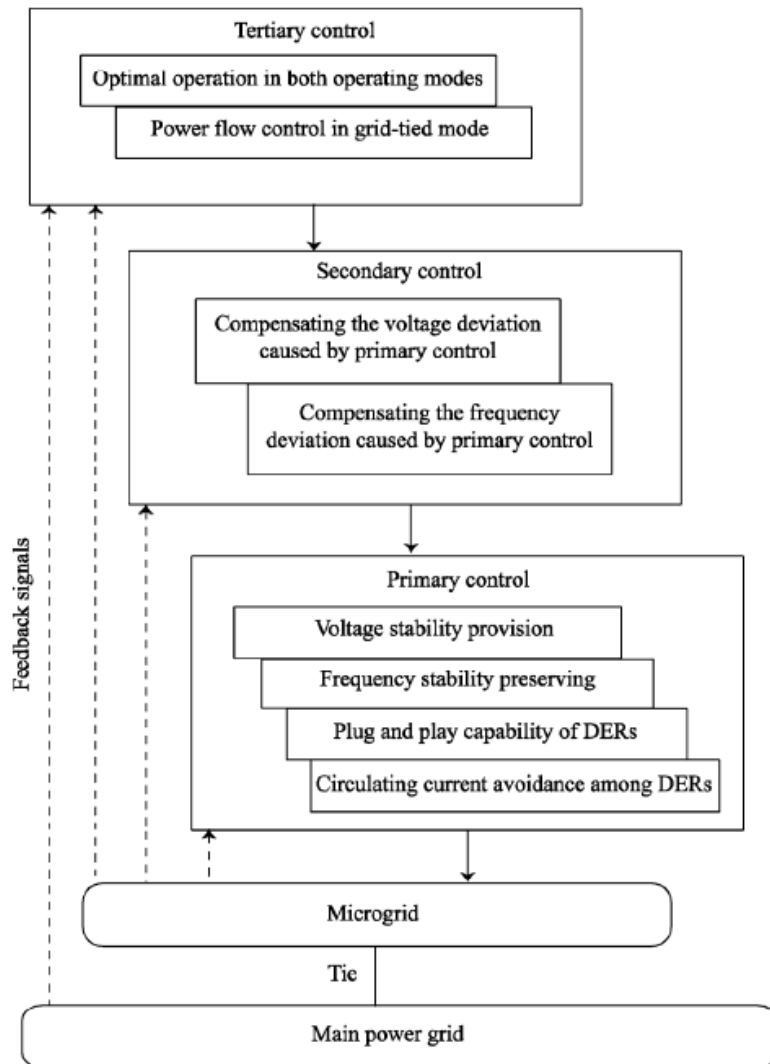 Tertiary control
Optimal operation in both operating modes
Power flow control in grid-tied mode
Secondary control
Compensating the voltage deviation
caused by primary control
Compensating the frequency
deviation caused by primary control
Primary control
Voltage stability provision
Frequency stability preserving
Plug and play capability of DERs
Circulating current avoidance among DERs
Feedback signals
Microgrid
Tie
Main power grid